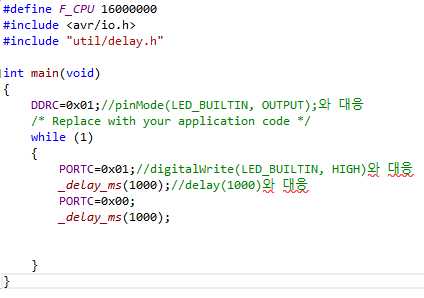 #define F_CPU 16000000
#include <avr/io.h>
#include "util/delay.h"
int main(void)
{
DDRC=0x01;//pinMode(LED_BUILTIN, OUTPUT);와 대응
/* Replace with your application code */
while (1)
{
PORTC=0x01;//digitalWrite(LED_BUILTIN, HIGH)와 대응
_delay_ms(1000);//delay(1000)와 대응
PORTC=0x00;
_delay_ms(1000);
}
}